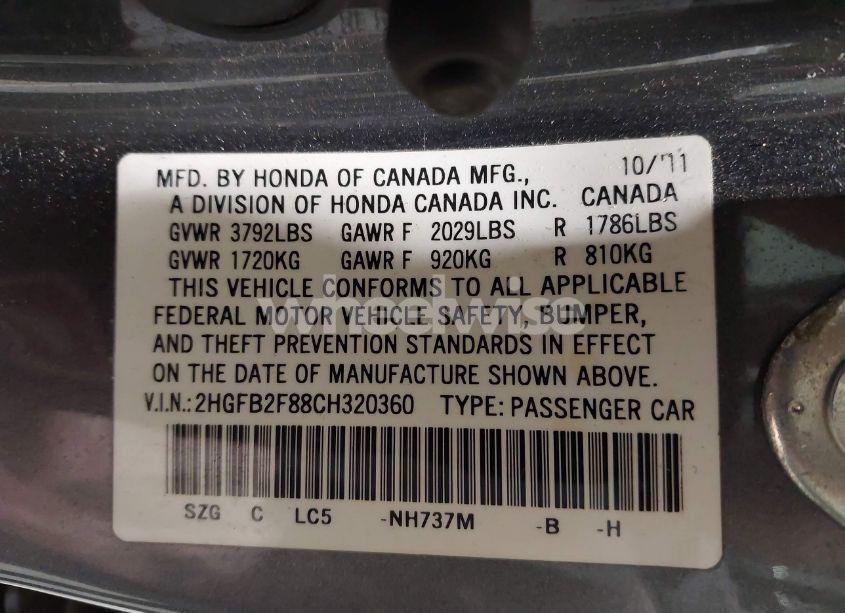 MFD. BY HONDA OF CANADA MFG., 10/'11
A DIVISION OF HONDA CANADA INC. CANADA
GVWR 3792LBS GAWR F 2029LBS R 1786LBS
GVWR 1720KG GAWR F 920KG R 810KG
THIS VEHICLE CONFORMS TO ALL APPLICABLE
FEDERAL MOTOR VEHICLE SAFETY, BUMPER,
AND THEFT PREVENTION STANDARDS IN EFFECT
ON THE DATE OF MANUFACTURE SHOWN ABOVE.
V.I.N.: 2HGFB2F88CH320360 TYPE: PASSENGER CAR
SZG C LC5 -NH737M -B -H
wheelwise